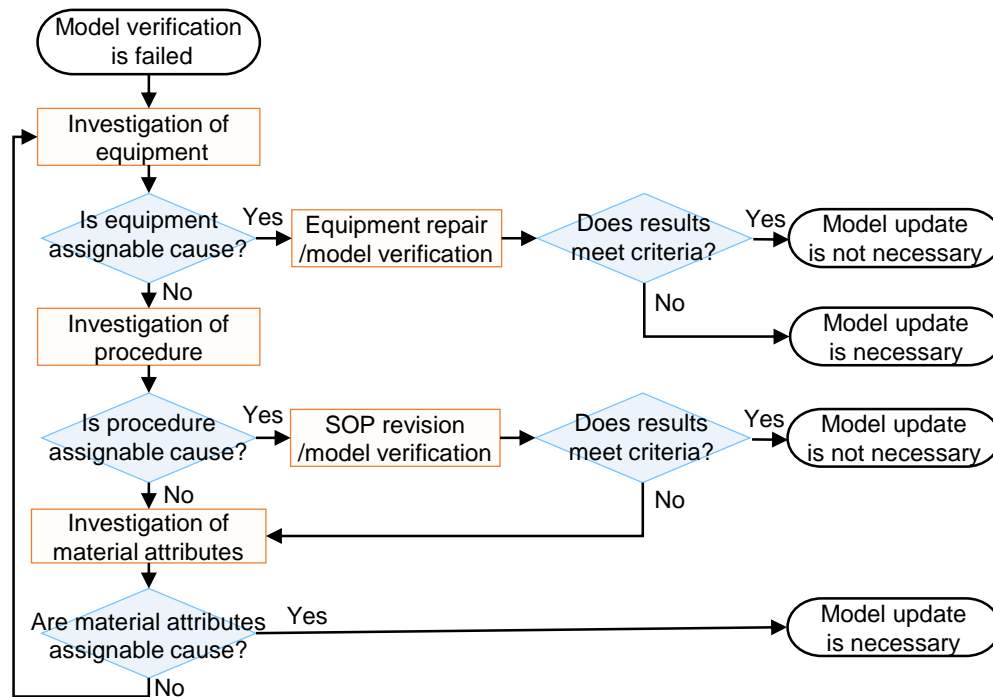 Model verification
is failed
Investigation of
equipment
Is equipment
assignable cause?
Yes
Equipment repair
/model verification
Does results
meet criteria?
Yes
Model update
is not necessary
No
No
Model update
is necessary
Investigation of
procedure
Is procedure
assignable cause?
Yes
SOP revision
/model verification
Does results
meet criteria?
Yes
Model update
is not necessary
No
No
Investigation of
material attributes
Are material attributes
assignable cause?
Yes
Model update
is necessary
No